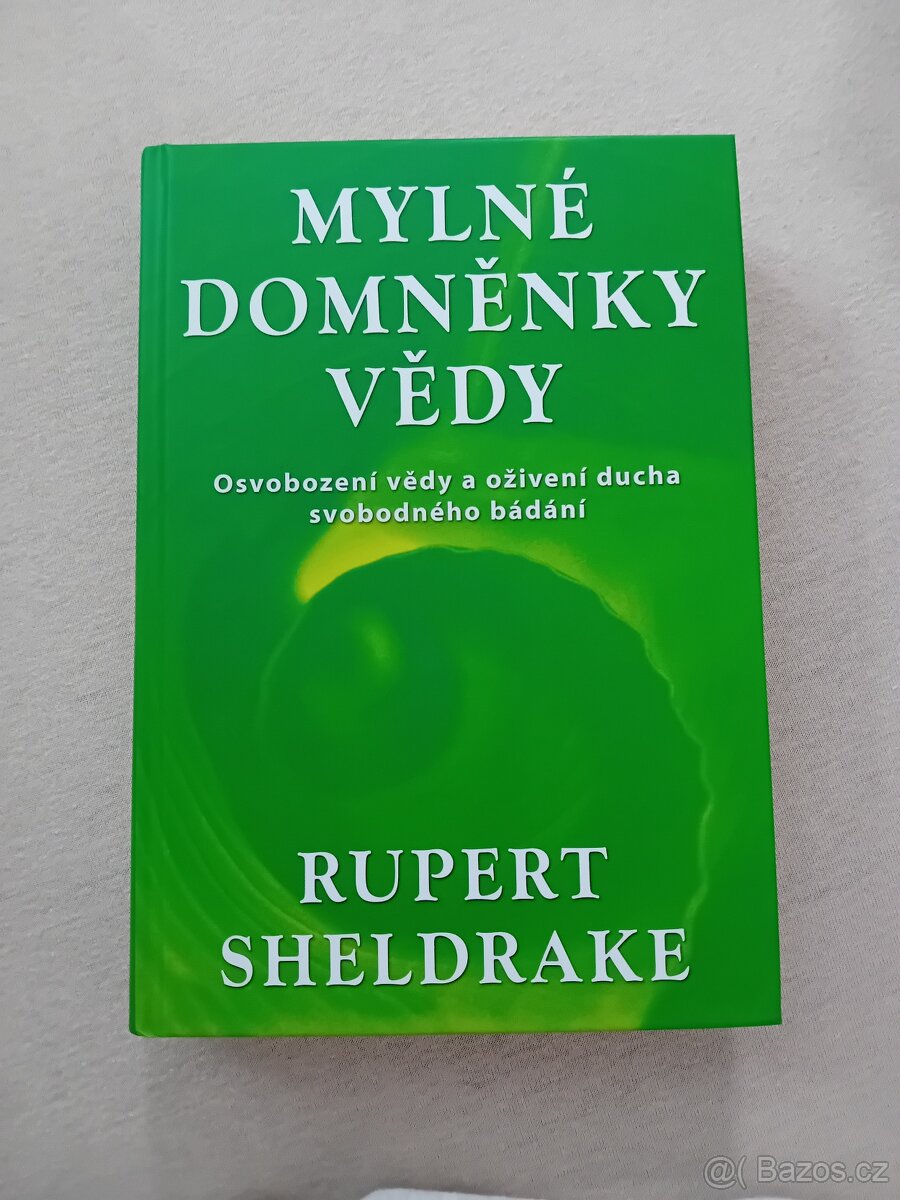 MYLNÉ
DOMNĚNKY
VĚDY
Osvobození vědy a oživení ducha
svobodného bádání
RUPERT
SHELDRAKE
@( Bazos.cz